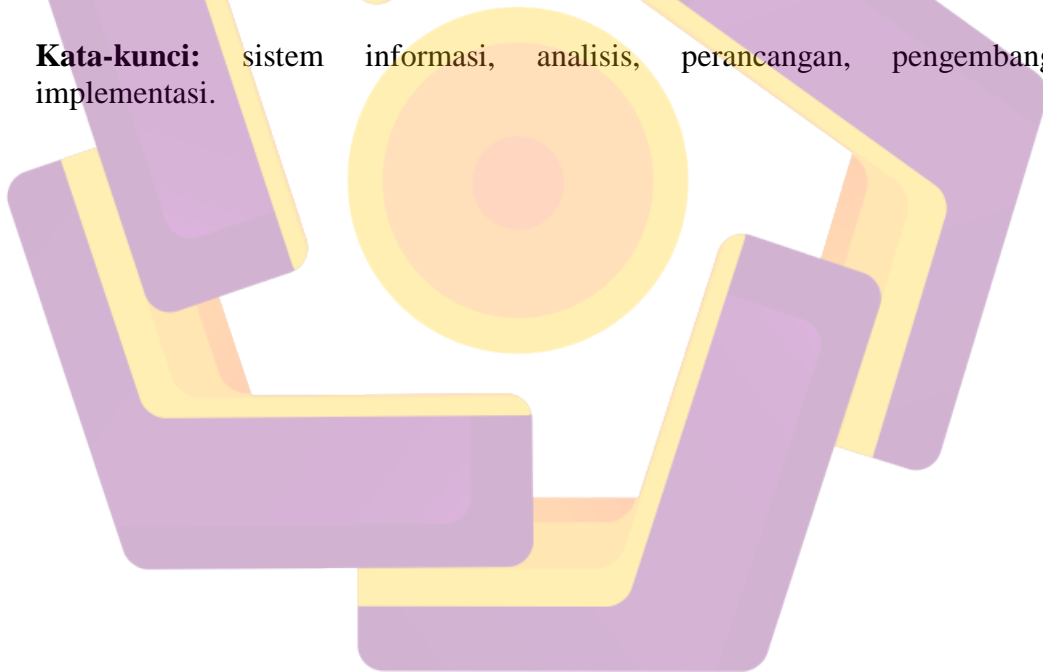 Kata-kunci: sistem informasi, analisis, perancangan, pengembang
implementasi.